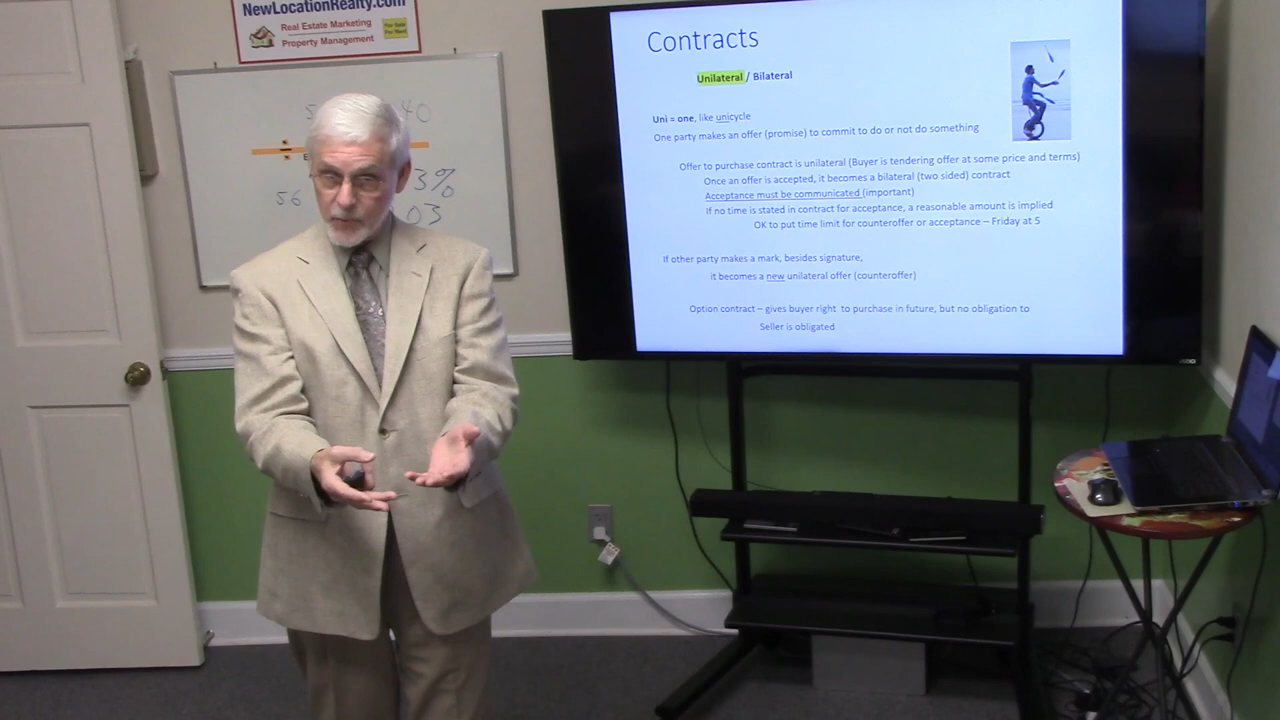 NewLocationRealty.com
Real Estate Marketing
Property Management
For Sale
For Rent
40
3%
56
03
Contracts
Unilateral / Bilateral
Uni = one, like unicycle
One party makes an offer (promise) to commit to do or not do something
Offer to purchase contract is unilateral (Buyer is tendering offer at some price and terms)
Once an offer is accepted, it becomes a bilateral (two sided) contract
Acceptance must be communicated (important)
If no time is stated in contract for acceptance, a reasonable amount is implied
OK to put time limit for counteroffer or acceptance – Friday at 5
If other party makes a mark, besides signature,
it becomes a new unilateral offer (counteroffer)
Option contract – gives buyer right to purchase in future, but no obligation to
Seller is obligated
VIZIO